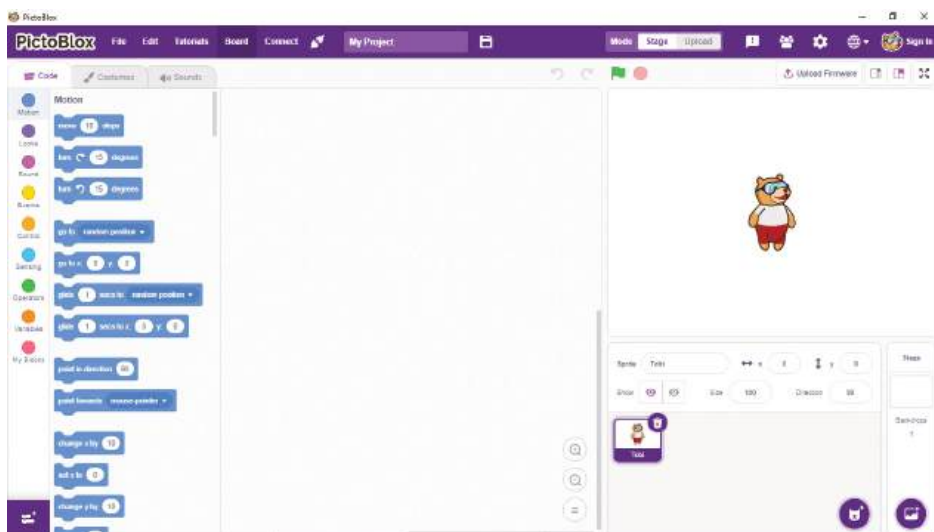 PictoBlox
PictoBlox File Edit Tutorials Board Connect My Project Mode Stage Upload Sign In
Code Costumes Sounds Upload Firmware
Motion
Motion
Looks
Sound
Events
Control
Sensing
Operators
Variables
My Blocks
move 10 steps
turn 15 degrees
turn 15 degrees
go to random position
go to x: 0 y: 0
glide 1 secs to random position
glide 1 secs to x: 0 y: 0
point in direction 90
point towards mouse-pointer
change x by 10
set x to 0
change y by 10
Sprite Tobi x y 0
Show Size 100 Direction
Tobi
Stage
Backdrops
1